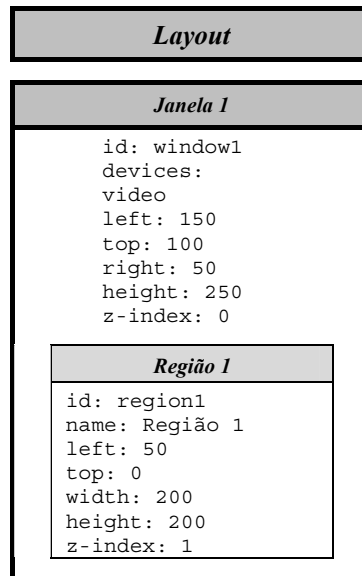 Layout
Janela 1
id: window1
devices:
video
left: 150
top: 100
right: 50
height: 250
z-index: 0
Região 1
id: region1
name: Região 1
left: 50
top: 0
width: 200
height: 200
z-index: 1